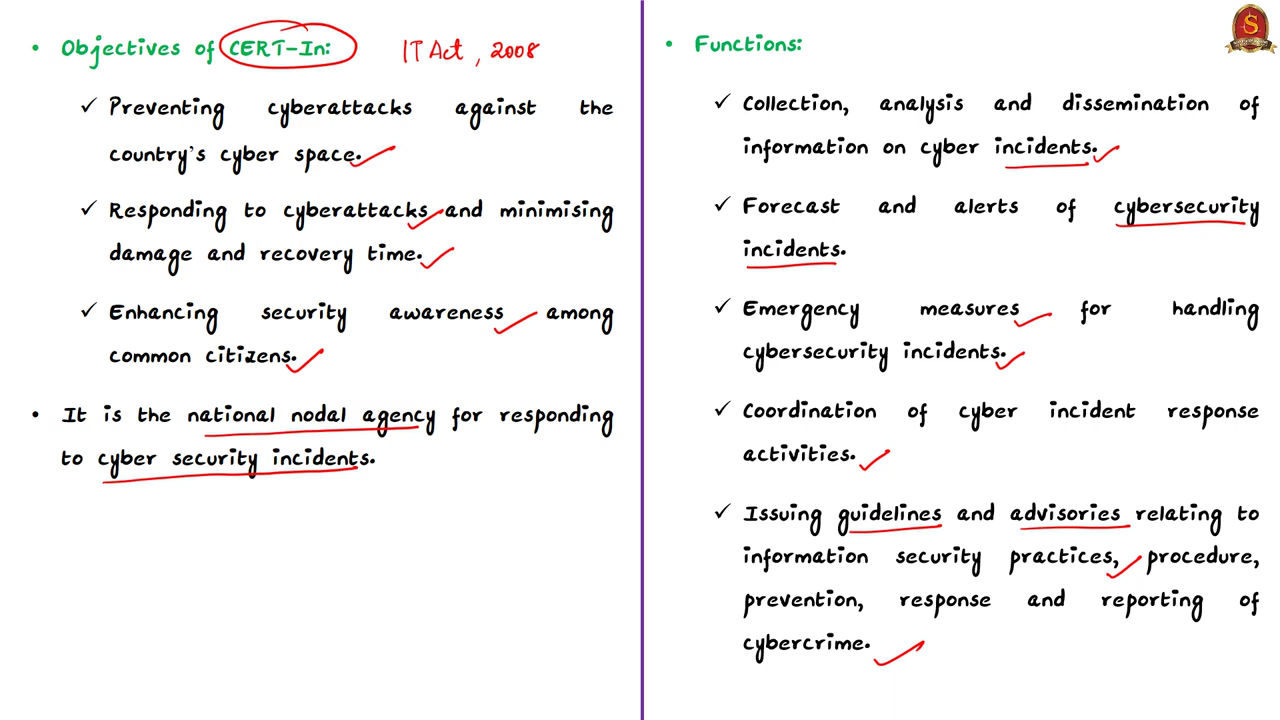 • Objectives of CERT-In: IT Act, 2008
✓ Preventing cyberattacks against the
country's cyber space.
✓ Responding to cyberattacks and minimising
damage and recovery time.
✓ Enhancing security awareness among
common citizens.
• It is the national nodal agency for responding
to cyber security incidents.
• Functions:
✓ Collection, analysis and dissemination of
information on cyber incidents.
✓ Forecast and alerts of cybersecurity
incidents.
✓ Emergency measures for handling
cybersecurity incidents.
✓ Coordination of cyber incident response
activities.
✓ Issuing guidelines and advisories relating to
information security practices, procedure,
prevention, response and reporting of
cybercrime.
S